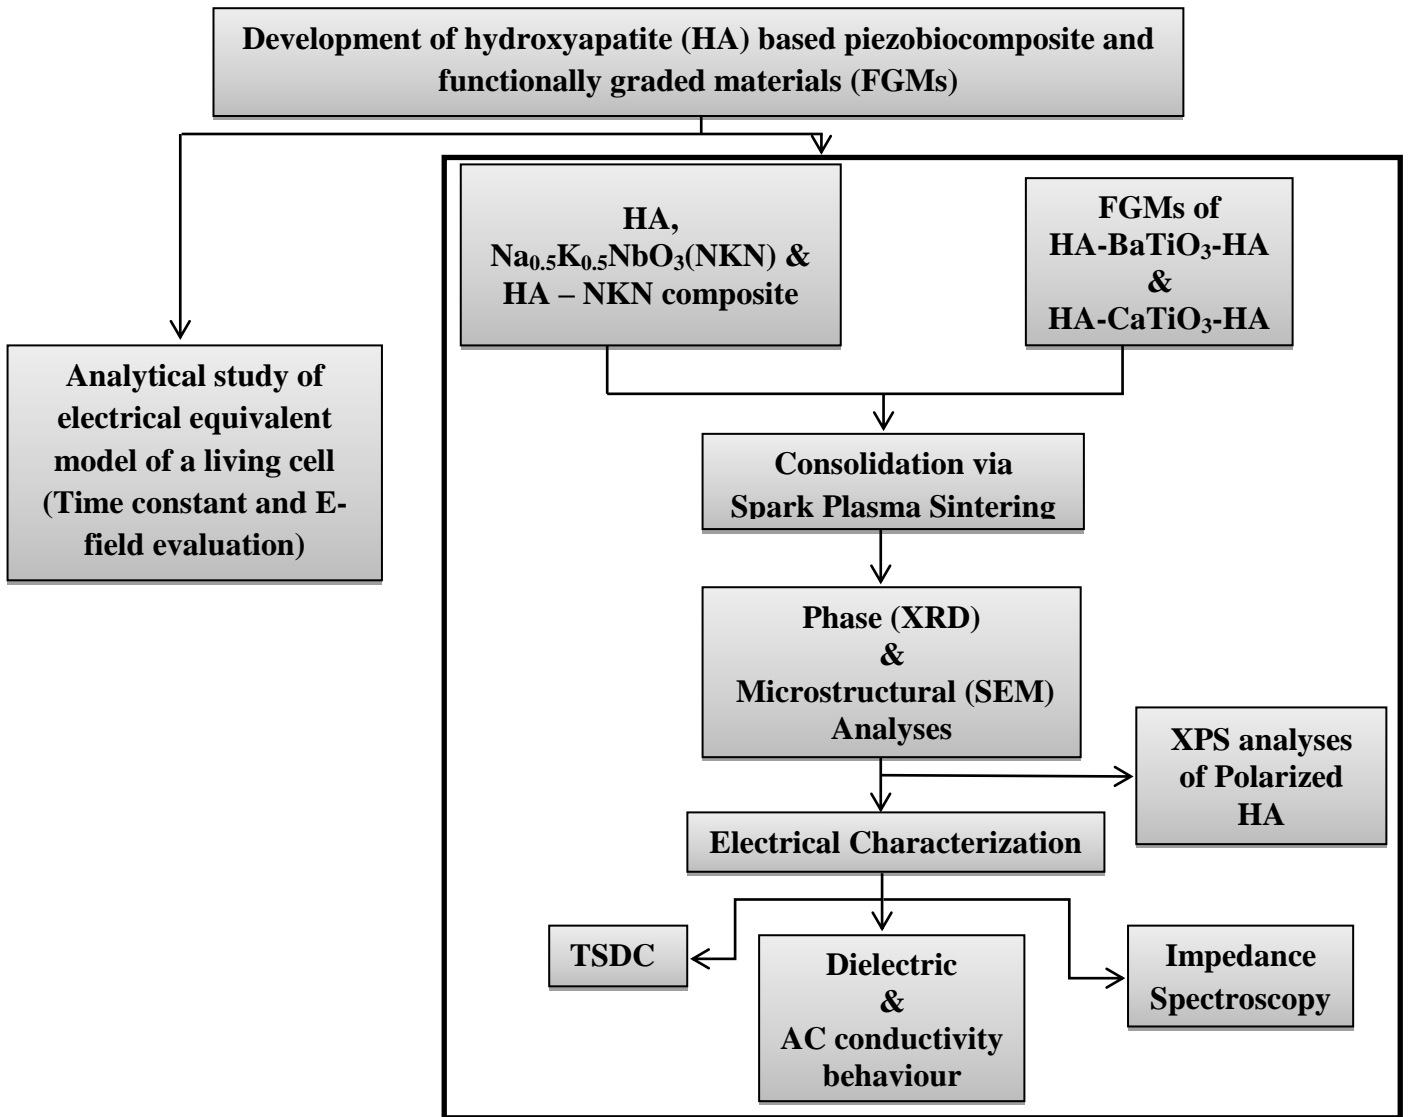 Development of hydroxyapatite (HA) based piezobiocomposite and
functionally graded materials (FGMs)
HA,
Na₀.₅K₀.₅NbO₃(NKN) &
HA – NKN composite
FGMs of
HA-BaTiO₃-HA
&
HA-CaTiO₃-HA
Analytical study of
electrical equivalent
model of a living cell
(Time constant and E-
field evaluation)
Consolidation via
Spark Plasma Sintering
Phase (XRD)
&
Microstructural (SEM)
Analyses
XPS analyses
of Polarized
HA
Electrical Characterization
TSDC
Dielectric
&
AC conductivity
behaviour
Impedance
Spectroscopy